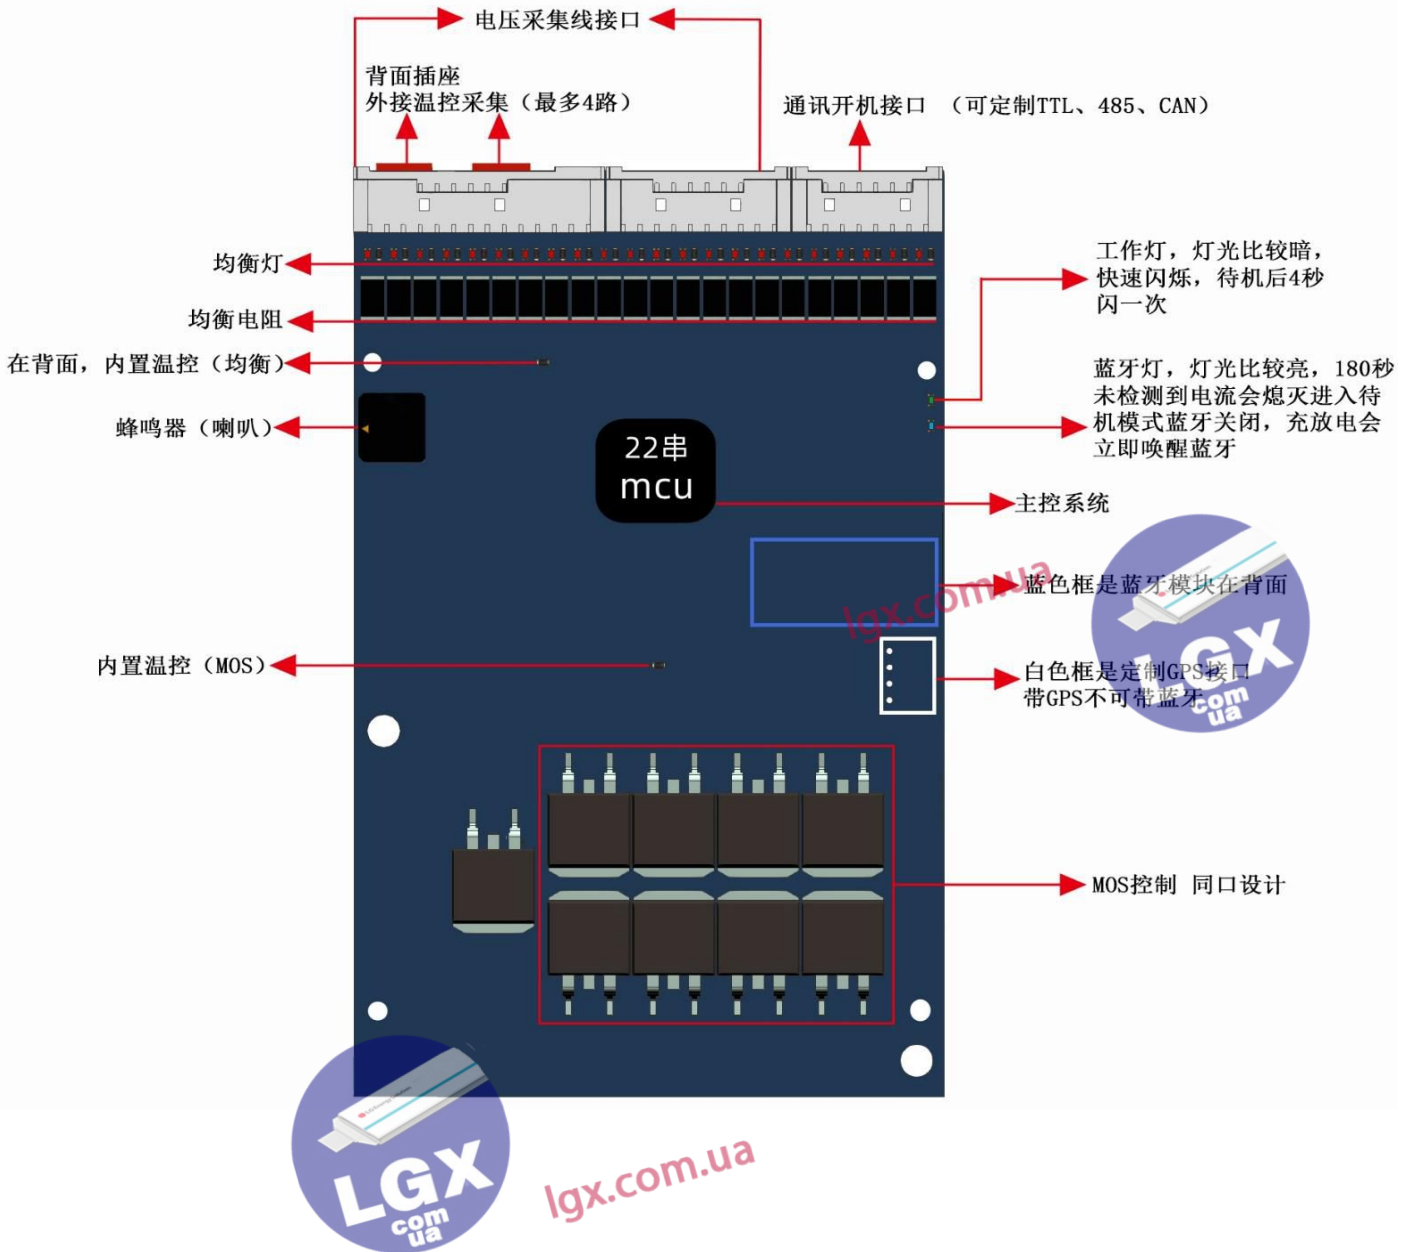 电压采集线接口
背面插座
外接温控采集（最多4路）
通讯开机接口 （可定制TTL、485、CAN）
均衡灯
工作灯，灯光比较暗，
快速闪烁，待机后4秒
闪一次
均衡电阻
在背面，内置温控（均衡）
蓝牙灯，灯光比较亮，180秒
未检测到电流会熄灭进入待
机模式蓝牙关闭，充放电会
立即唤醒蓝牙
蜂鸣器（喇叭）
22串
mcu
主控系统
lgx.com.ua
蓝色框是蓝牙模块在背面
LGX
com
ua
内置温控（MOS）
白色框是定制GPS接口
带GPS不可带蓝牙
MOS控制 同口设计
LGX
com
ua
lgx.com.ua